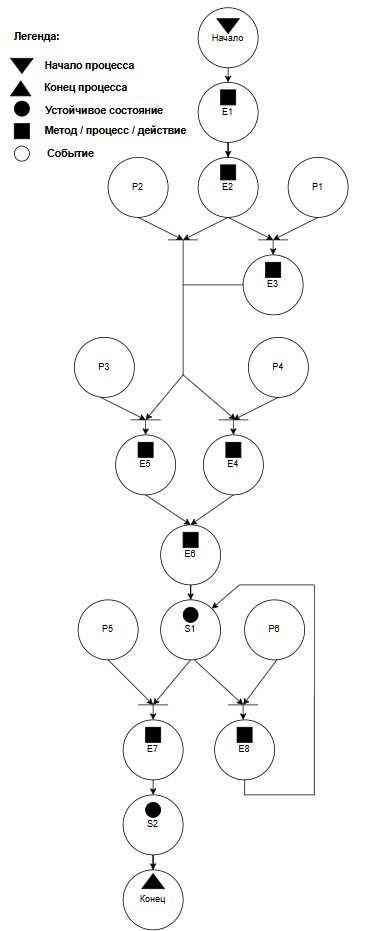 Начало
Легенда:
Начало процесса
Конец процесса
Устойчивое состояние
Метод / процесс / действие
Событие
E1
P2
E2
P1
E3
P3
P4
E5
E4
E6
P5
S1
P6
E7
E8
S2
Конец